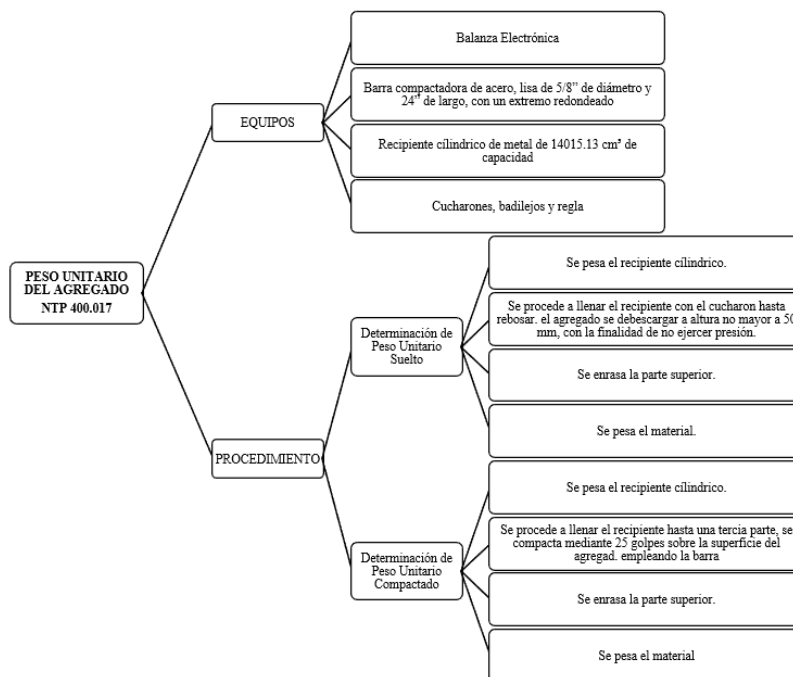 PESO UNITARIO
DEL AGREGADO
NTP 400.017
EQUIPOS
Balanza Electrónica
Barra compactadora de acero, lisa de 5/8” de diámetro y
24” de largo, con un extremo redondeado
Recipiente cílindrico de metal de 14015.13 cm³ de
capacidad
Cucharones, badilejos y regla
PROCEDIMIENTO
Determinación de
Peso Unitario
Suelto
Se pesa el recipiente cílindrico.
Se procede a llenar el recipiente con el cucharon hasta
rebosar. el agregado se debescargar a altura no mayor a 50
mm, con la finalidad de no ejercer presión.
Se enrasa la parte superior.
Se pesa el material.
Determinación de
Peso Unitario
Compactado
Se pesa el recipiente cílindrico.
Se procede a llenar el recipiente hasta una tercia parte, se
compacta mediante 25 golpes sobre la superficie del
agregad. empleando la barra
Se enrasa la parte superior.
Se pesa el material